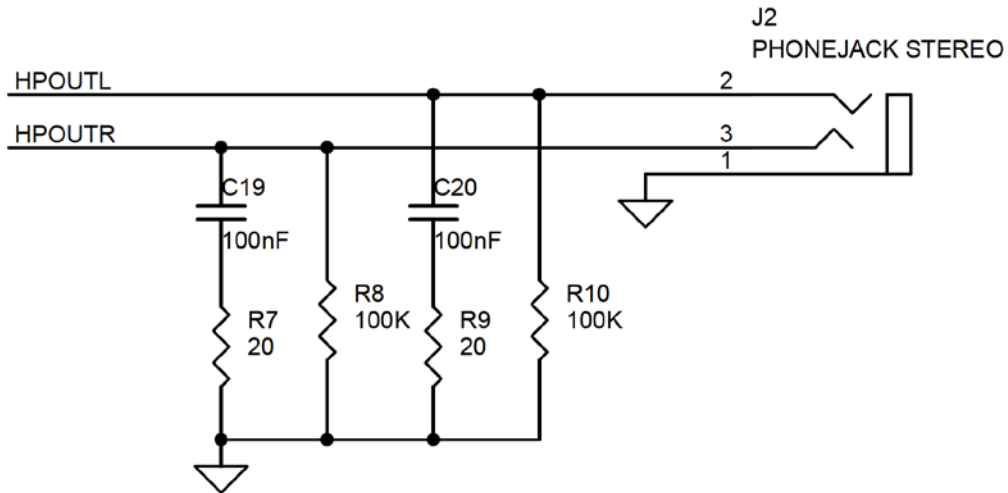 J2
PHONEJACK STEREO
HPOUTL
2
HPOUTR
3
1
C19
100nF
C20
100nF
R7
20
R8
100K
R9
20
R10
100K